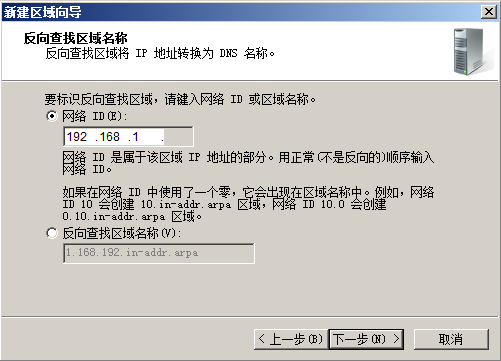 新建区域向导
反向查找区域名称
反向查找区域将 IP 地址转换为 DNS 名称。
要标识反向查找区域，请键入网络 ID 或区域名称。
网络 ID(E):
192 .168 .1 .
网络 ID 是属于该区域 IP 地址的部分。用正常(不是反向的)顺序输入
网络 ID。
如果在网络 ID 中使用了一个零，它会出现在区域名称中。例如，网络
ID 10 会创建 10.in-addr.arpa 区域，网络 ID 10.0 会创建
0.10.in-addr.arpa 区域。
反向查找区域名称(V):
1.168.192.in-addr.arpa
< 上一步(B) 下一步(N) > 取消